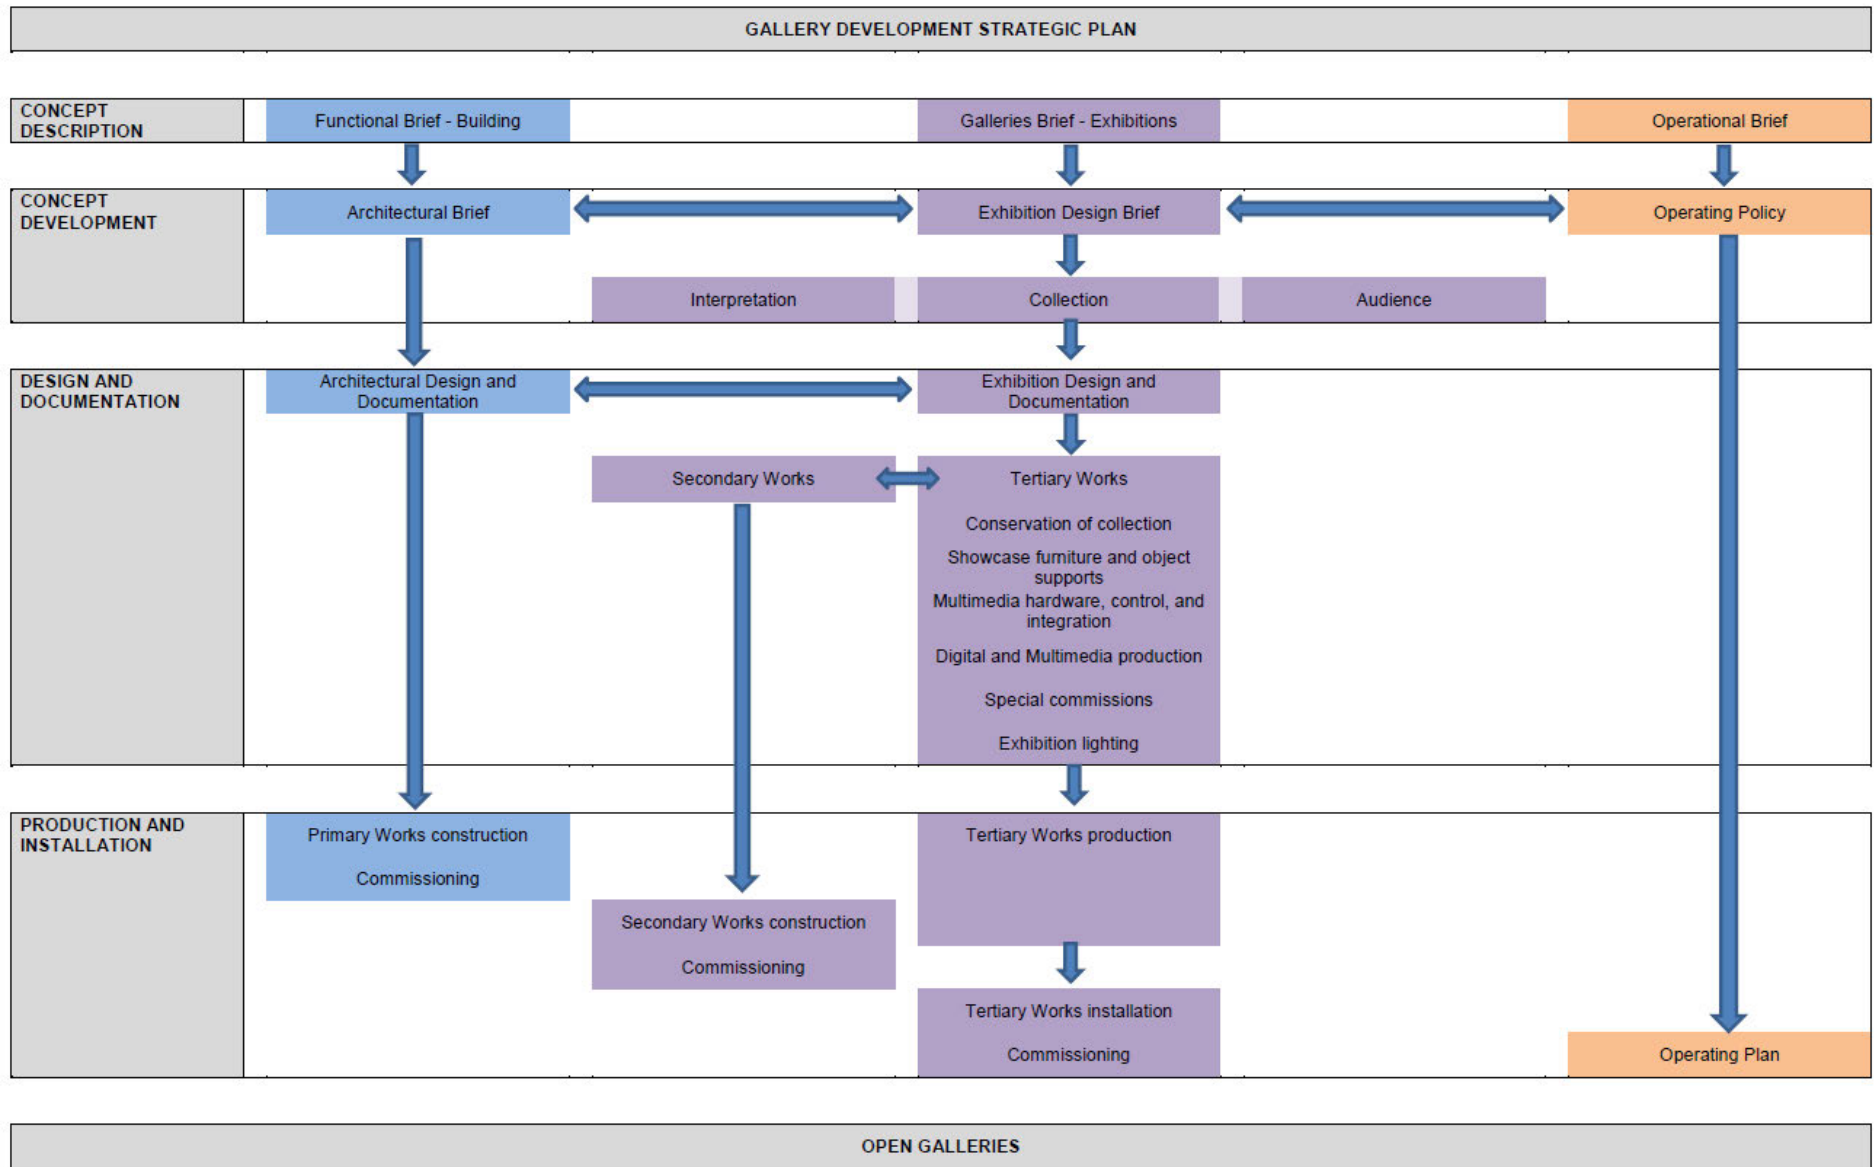 GALLERY DEVELOPMENT STRATEGIC PLAN
CONCEPT
DESCRIPTION
Functional Brief - Building
Galleries Brief - Exhibitions
Operational Brief
CONCEPT
DEVELOPMENT
Architectural Brief
Exhibition Design Brief
Operating Policy
Interpretation
Collection
Audience
DESIGN AND
DOCUMENTATION
Architectural Design and
Documentation
Exhibition Design and
Documentation
Secondary Works
Tertiary Works
Conservation of collection
Showcase furniture and object
supports
Multimedia hardware, control, and
integration
Digital and Multimedia production
Special commissions
Exhibition lighting
PRODUCTION AND
INSTALLATION
Primary Works construction
Commissioning
Tertiary Works production
Secondary Works construction
Commissioning
Tertiary Works installation
Commissioning
Operating Plan
OPEN GALLERIES